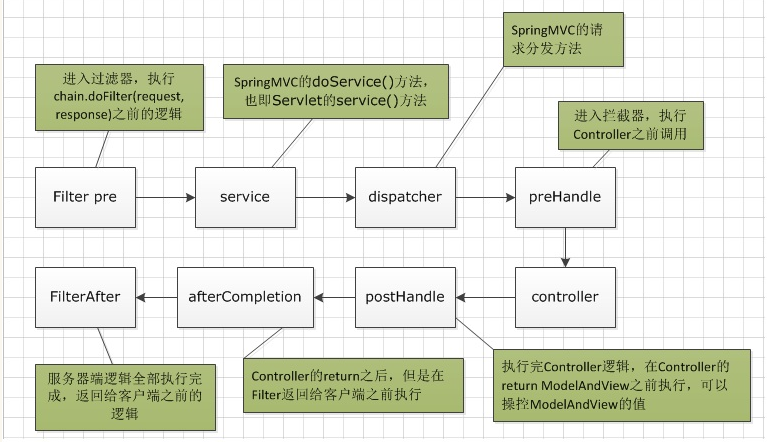 SpringMVC的请
求分发方法
进入过滤器，执行
chain.doFilter(request,
response)之前的逻辑
SpringMVC的doService()方法，
也即Servlet的service()方法
进入拦截器，执行
Controller之前调用
Filter pre
service
dispatcher
preHandle
FilterAfter
afterCompletion
postHandle
controller
服务器端逻辑全部执行完
成，返回给客户端之前的
逻辑
Controller的return之后，但是在
Filter返回给客户端之前执行
执行完Controller逻辑，在Controller的
return ModelAndView之前执行，可以
操控ModelAndView的值